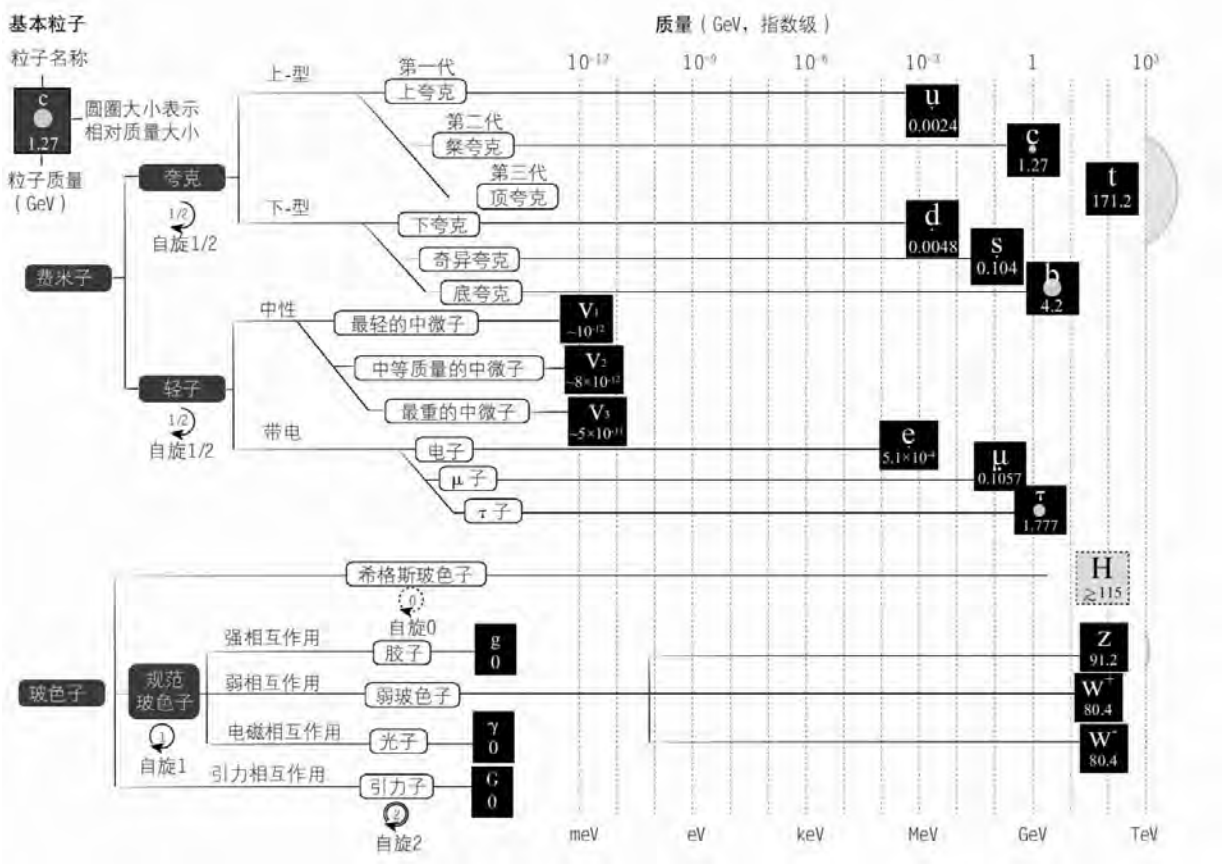 基本粒子
粒子名称
c
1.27
圆圈大小表示
相对质量大小
粒子质量
(GeV)
质量(GeV, 指数级)
10⁻¹²
10⁻⁹
10⁻⁶
10⁻³
1
10³
费米子
夸克
1/2
自旋1/2
上-型
第一代
上夸克
u
0.0024
第二代
粲夸克
c
1.27
第三代
顶夸克
t
171.2
下-型
下夸克
d
0.0048
奇异夸克
s
0.104
底夸克
b
4.2
轻子
1/2
自旋1/2
中性
最轻的中微子
V₁
~10⁻¹²
中等质量的中微子
V₂
~8×10⁻¹²
最重的中微子
V₃
~5×10⁻¹¹
带电
电子
e
5.1×10⁻⁴
μ子
μ
0.1057
τ子
τ
1.777
玻色子
希格斯玻色子
0
自旋0
H
≳115
规范
玻色子
1
自旋1
强相互作用
胶子
g
0
弱相互作用
弱玻色子
Z
91.2
W⁺
80.4
W⁻
80.4
电磁相互作用
光子
γ
0
引力相互作用
引力子
G
0
2
自旋2
meV
eV
keV
MeV
GeV
TeV